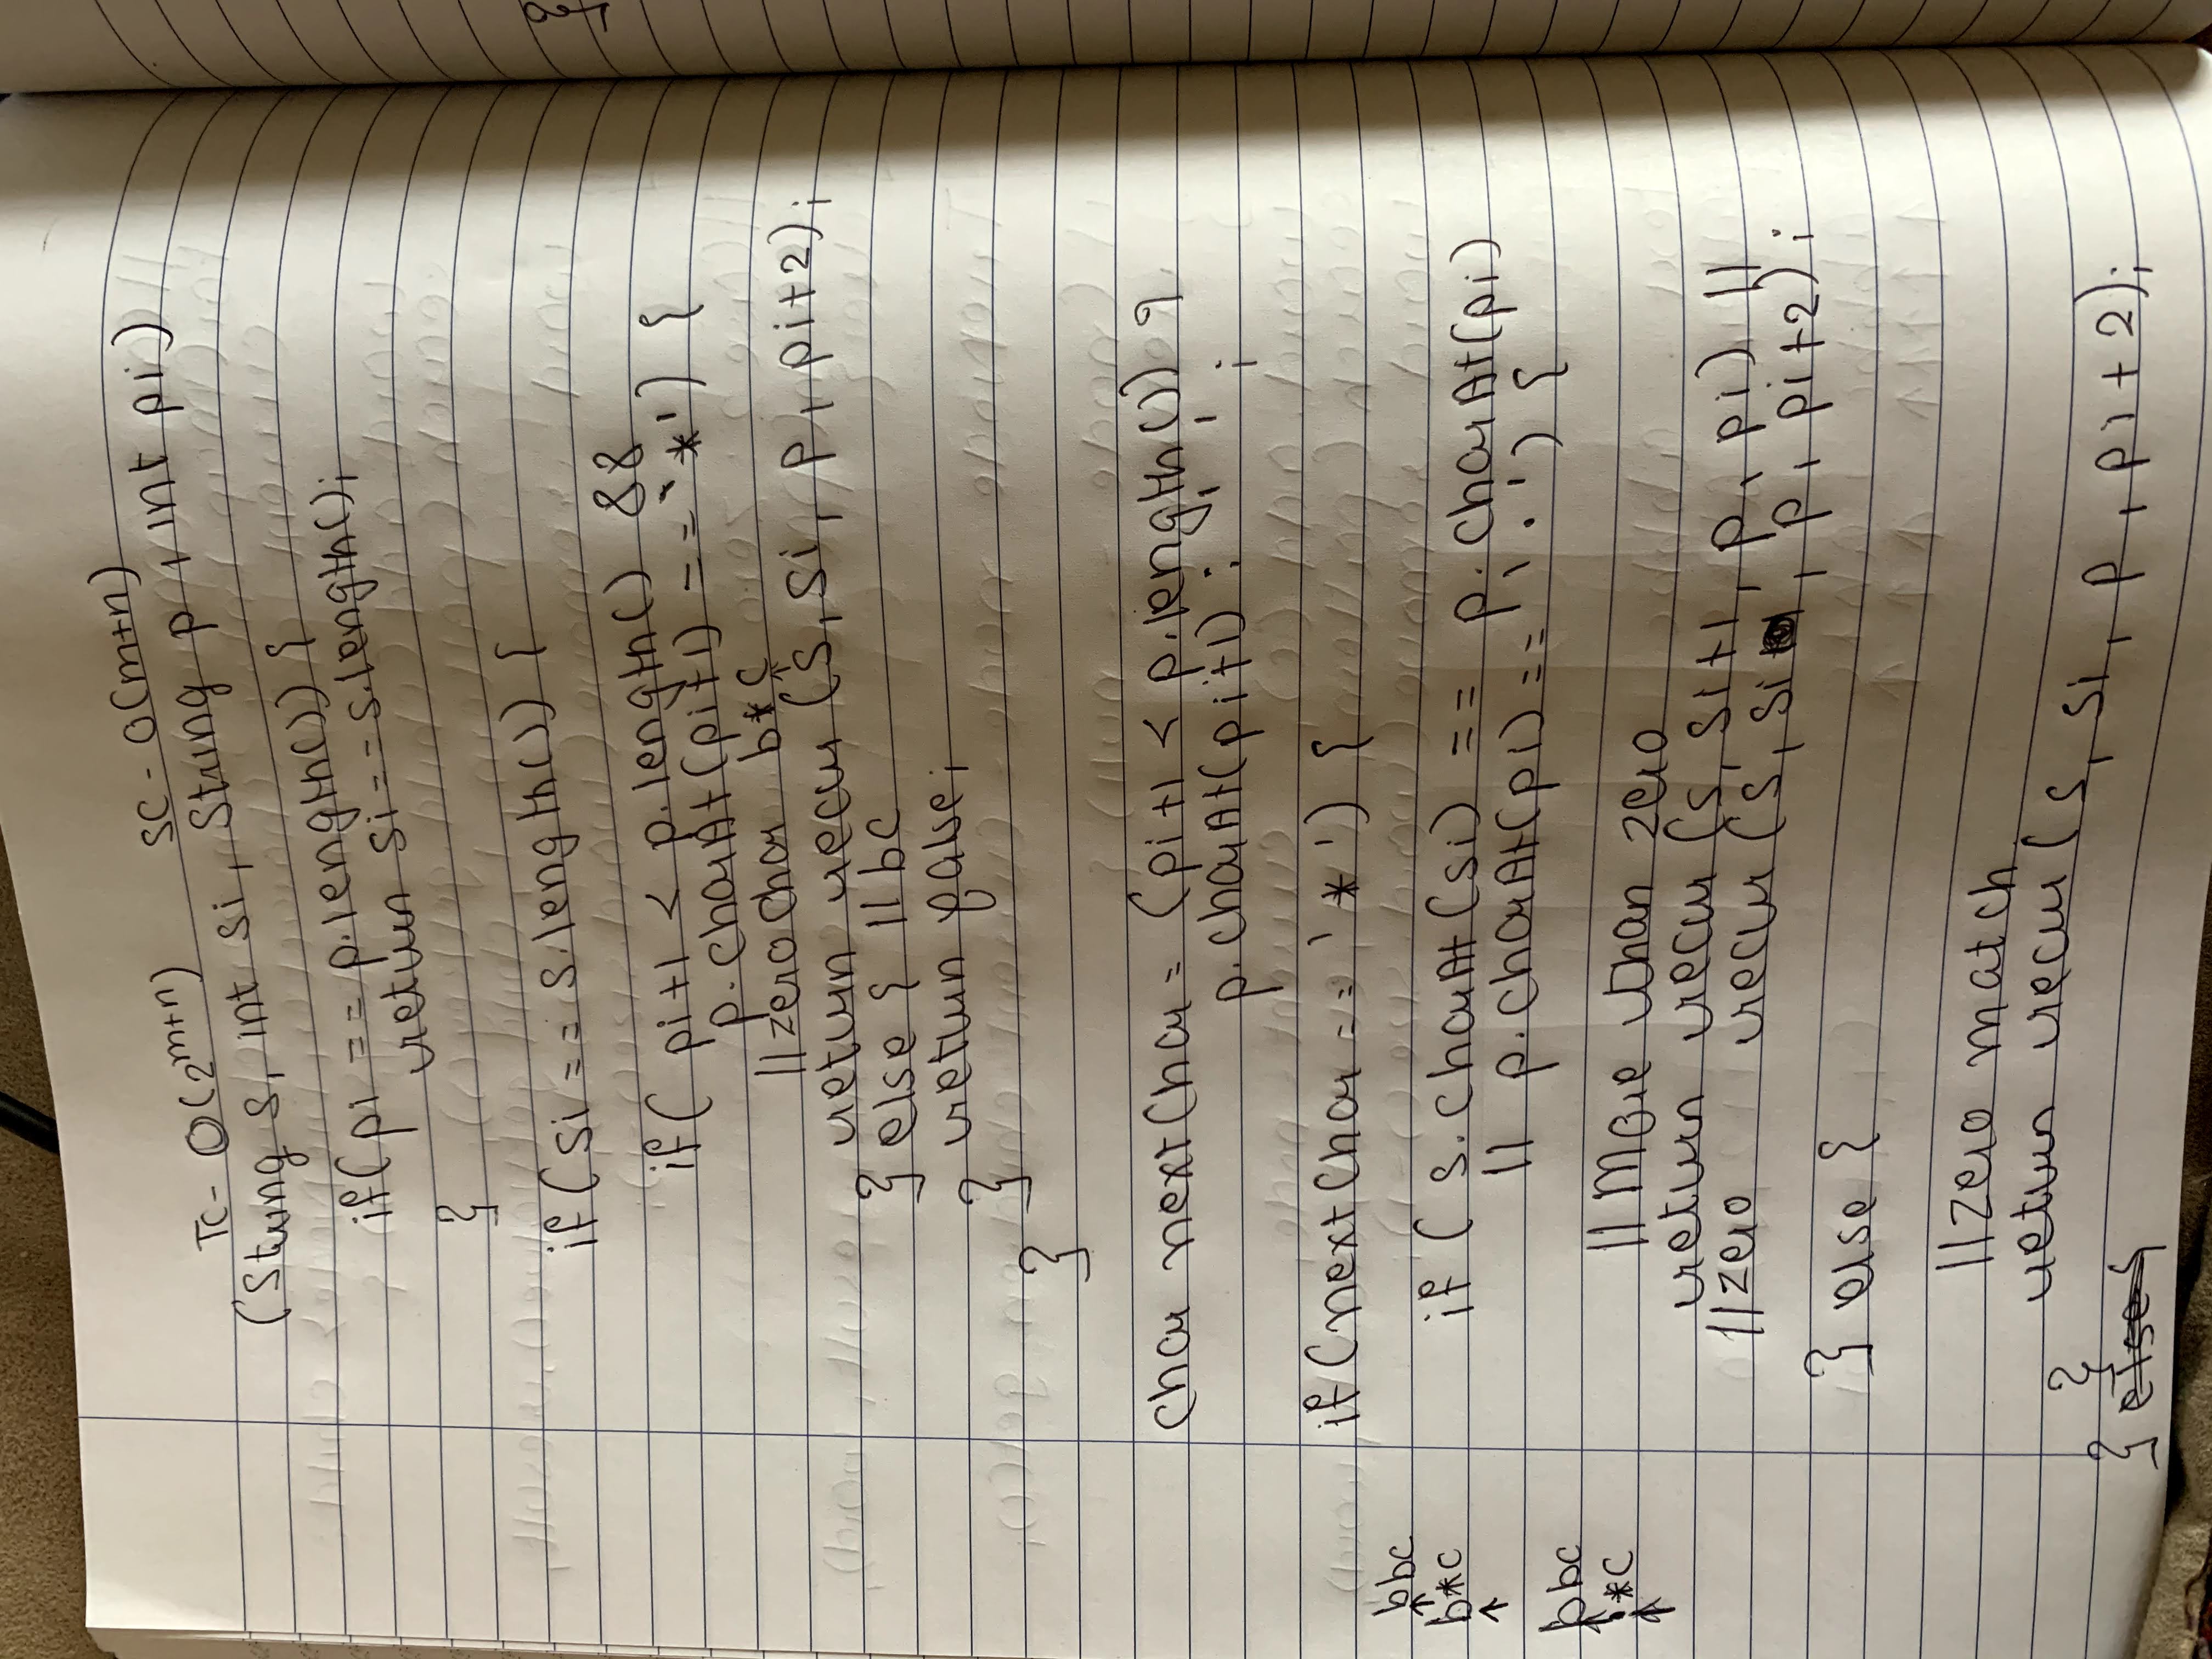 TC- O(2^m+n) SC- O(m+n)
(String s, int si, String p, int pi)
if(pi == p.length()) {
return si==s.length();
}
if(si == s.length()) {
if( pi+1 < p.length() &&
p.charAt(pi+1) == '*') {
//zero char b*c
↑
return recur (s, si, p, pi+2);
} else { //bc
return false;
}
}
char nextChar = (pi+1 < p.length()) ?
p.charAt(pi+1) : ' ' ;
if(nextChar == '*') {
bbc
↑
b*c
↑
if ( s.charAt(si) == p.charAt(pi)
|| p.charAt(pi) == '.') {
bbc
↑
.*c
↑
//More than zero
return recur (s, si+1, p, pi) ||
//zero recur (s, si, p, pi+2);
} else {
//zero match
return recur (s, si, p, pi+2);
}
} else {